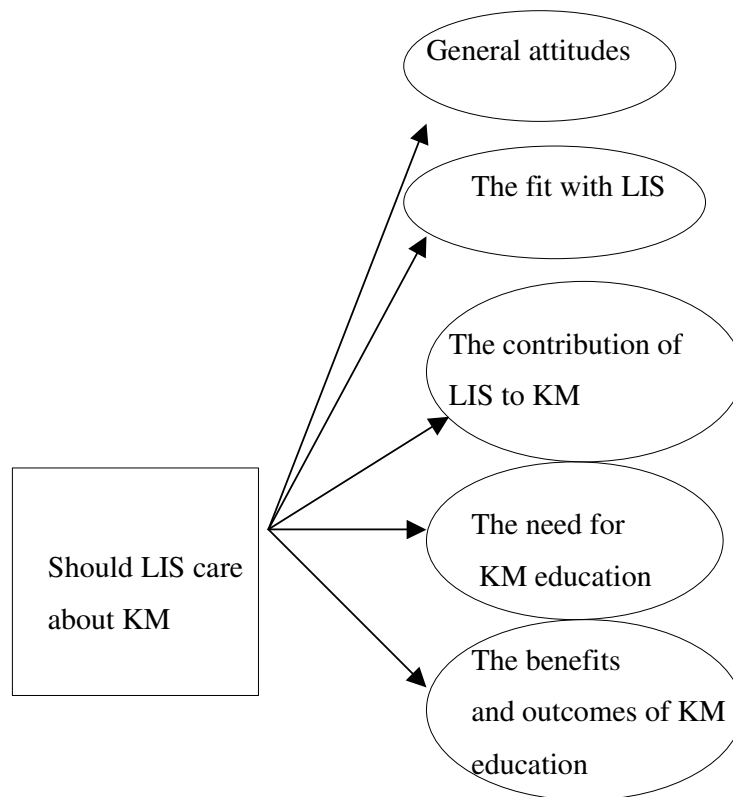 General attitudes
The fit with LIS
The contribution of
LIS to KM
Should LIS care
about KM
The need for
KM education
The benefits
and outcomes of KM
education